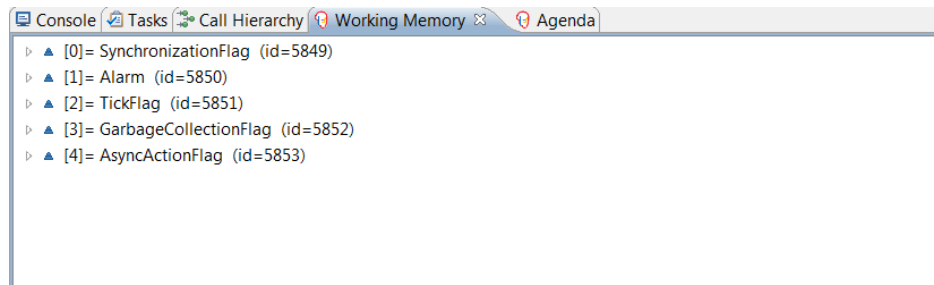 Console Tasks Call Hierarchy Working Memory Agenda
[0]= SynchronizationFlag (id=5849)
[1]= Alarm (id=5850)
[2]= TickFlag (id=5851)
[3]= GarbageCollectionFlag (id=5852)
[4]= AsyncActionFlag (id=5853)